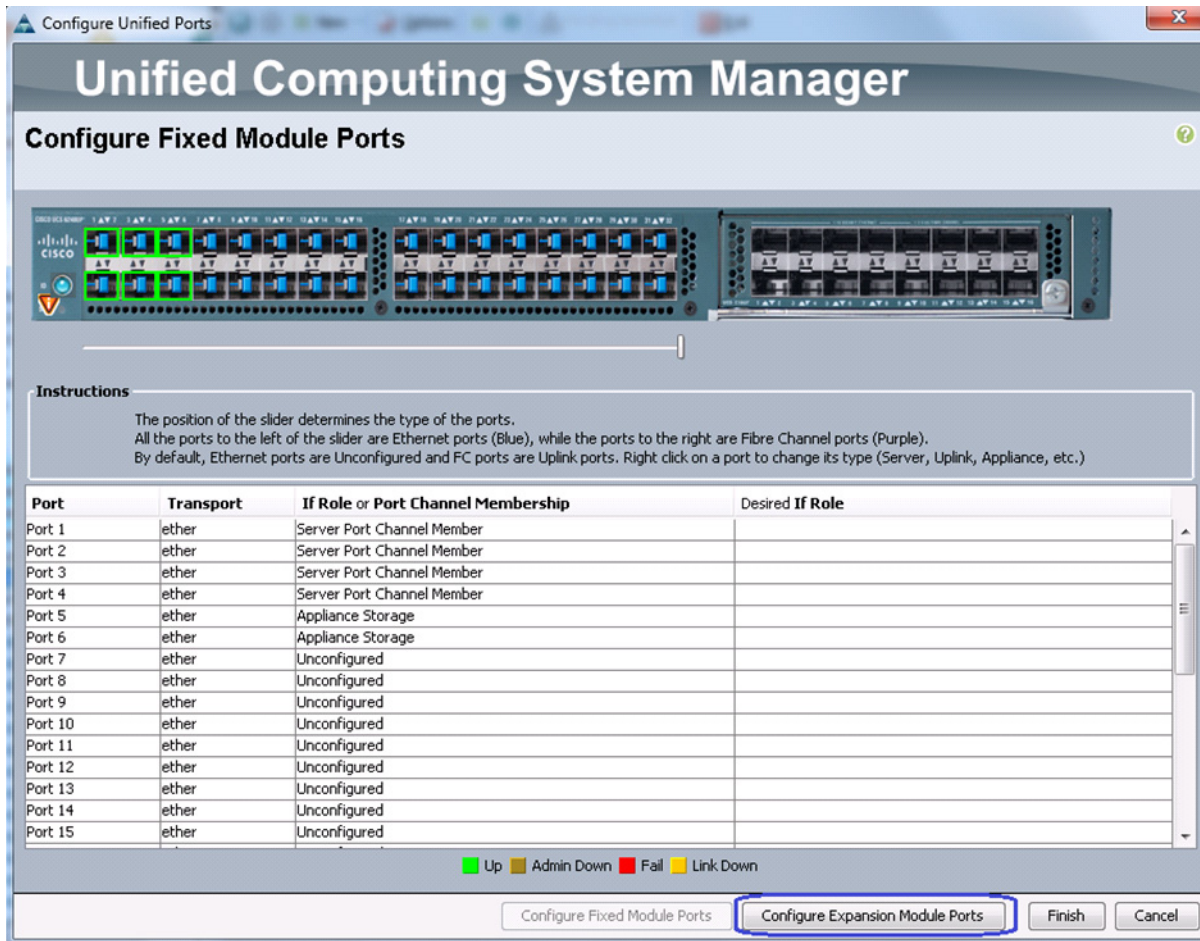 Configure Unified Ports
Unified Computing System Manager
Configure Fixed Module Ports
CISCO
Instructions
The position of the slider determines the type of the ports.
All the ports to the left of the slider are Ethernet ports (Blue), while the ports to the right are Fibre Channel ports (Purple).
By default, Ethernet ports are Unconfigured and FC ports are Uplink ports. Right click on a port to change its type (Server, Uplink, Appliance, etc.)
Port Transport If Role or Port Channel Membership Desired If Role
Port 1 ether Server Port Channel Member
Port 2 ether Server Port Channel Member
Port 3 ether Server Port Channel Member
Port 4 ether Server Port Channel Member
Port 5 ether Appliance Storage
Port 6 ether Appliance Storage
Port 7 ether Unconfigured
Port 8 ether Unconfigured
Port 9 ether Unconfigured
Port 10 ether Unconfigured
Port 11 ether Unconfigured
Port 12 ether Unconfigured
Port 13 ether Unconfigured
Port 14 ether Unconfigured
Port 15 ether Unconfigured
Up Admin Down Fail Link Down
Configure Fixed Module Ports Configure Expansion Module Ports Finish Cancel